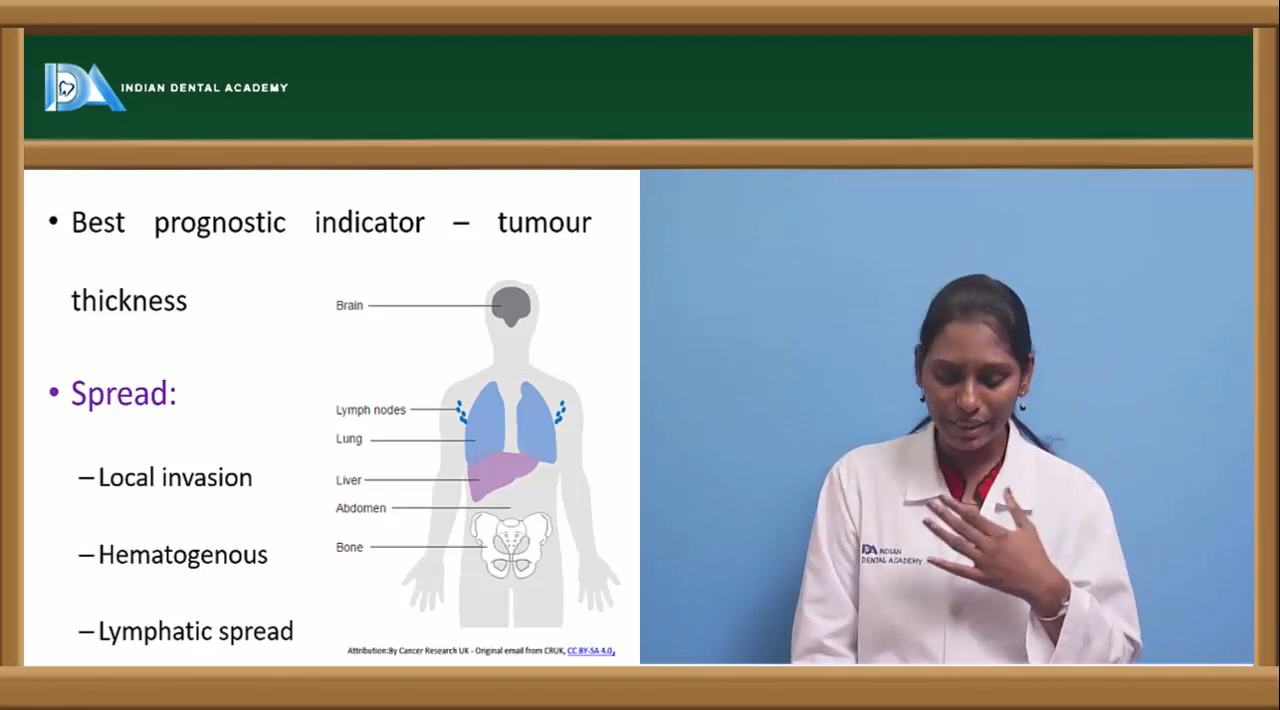 IDA INDIAN DENTAL ACADEMY
• Best prognostic indicator – tumour
thickness
• Spread:
–Local invasion
–Hematogenous
–Lymphatic spread
Brain
Lymph nodes
Lung
Liver
Abdomen
Bone
Attribution:By Cancer Research UK - Original email from CRUK, CC BY-SA 4.0,
IDA INDIAN
DENTAL ACADEMY